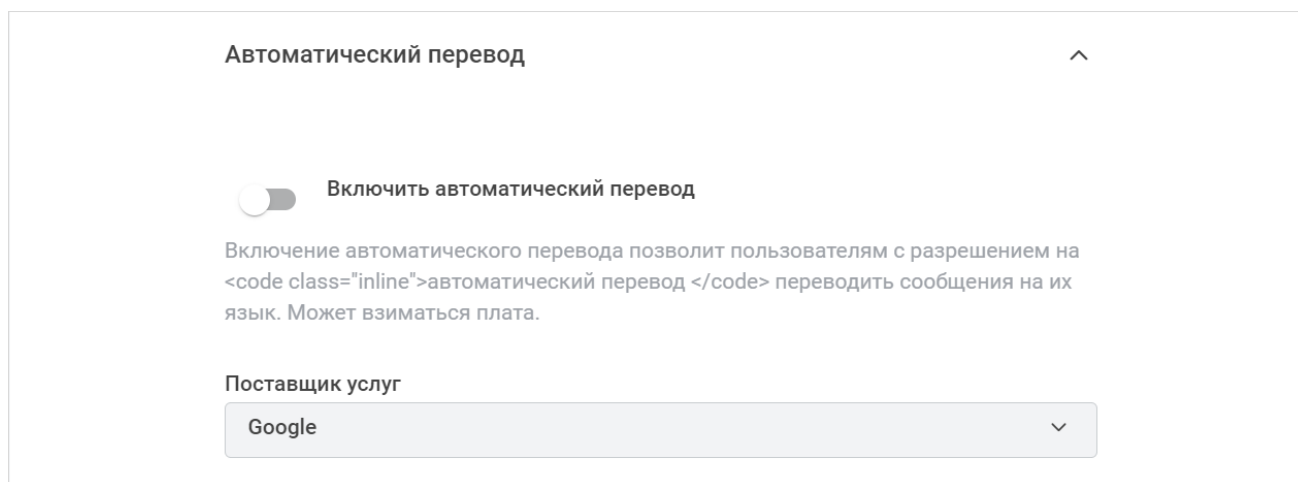 Автоматический перевод
Включить автоматический перевод
Включение автоматического перевода позволит пользователям с разрешением на
<code class="inline">автоматический перевод </code> переводить сообщения на их
язык. Может взиматься плата.
Поставщик услуг
Google